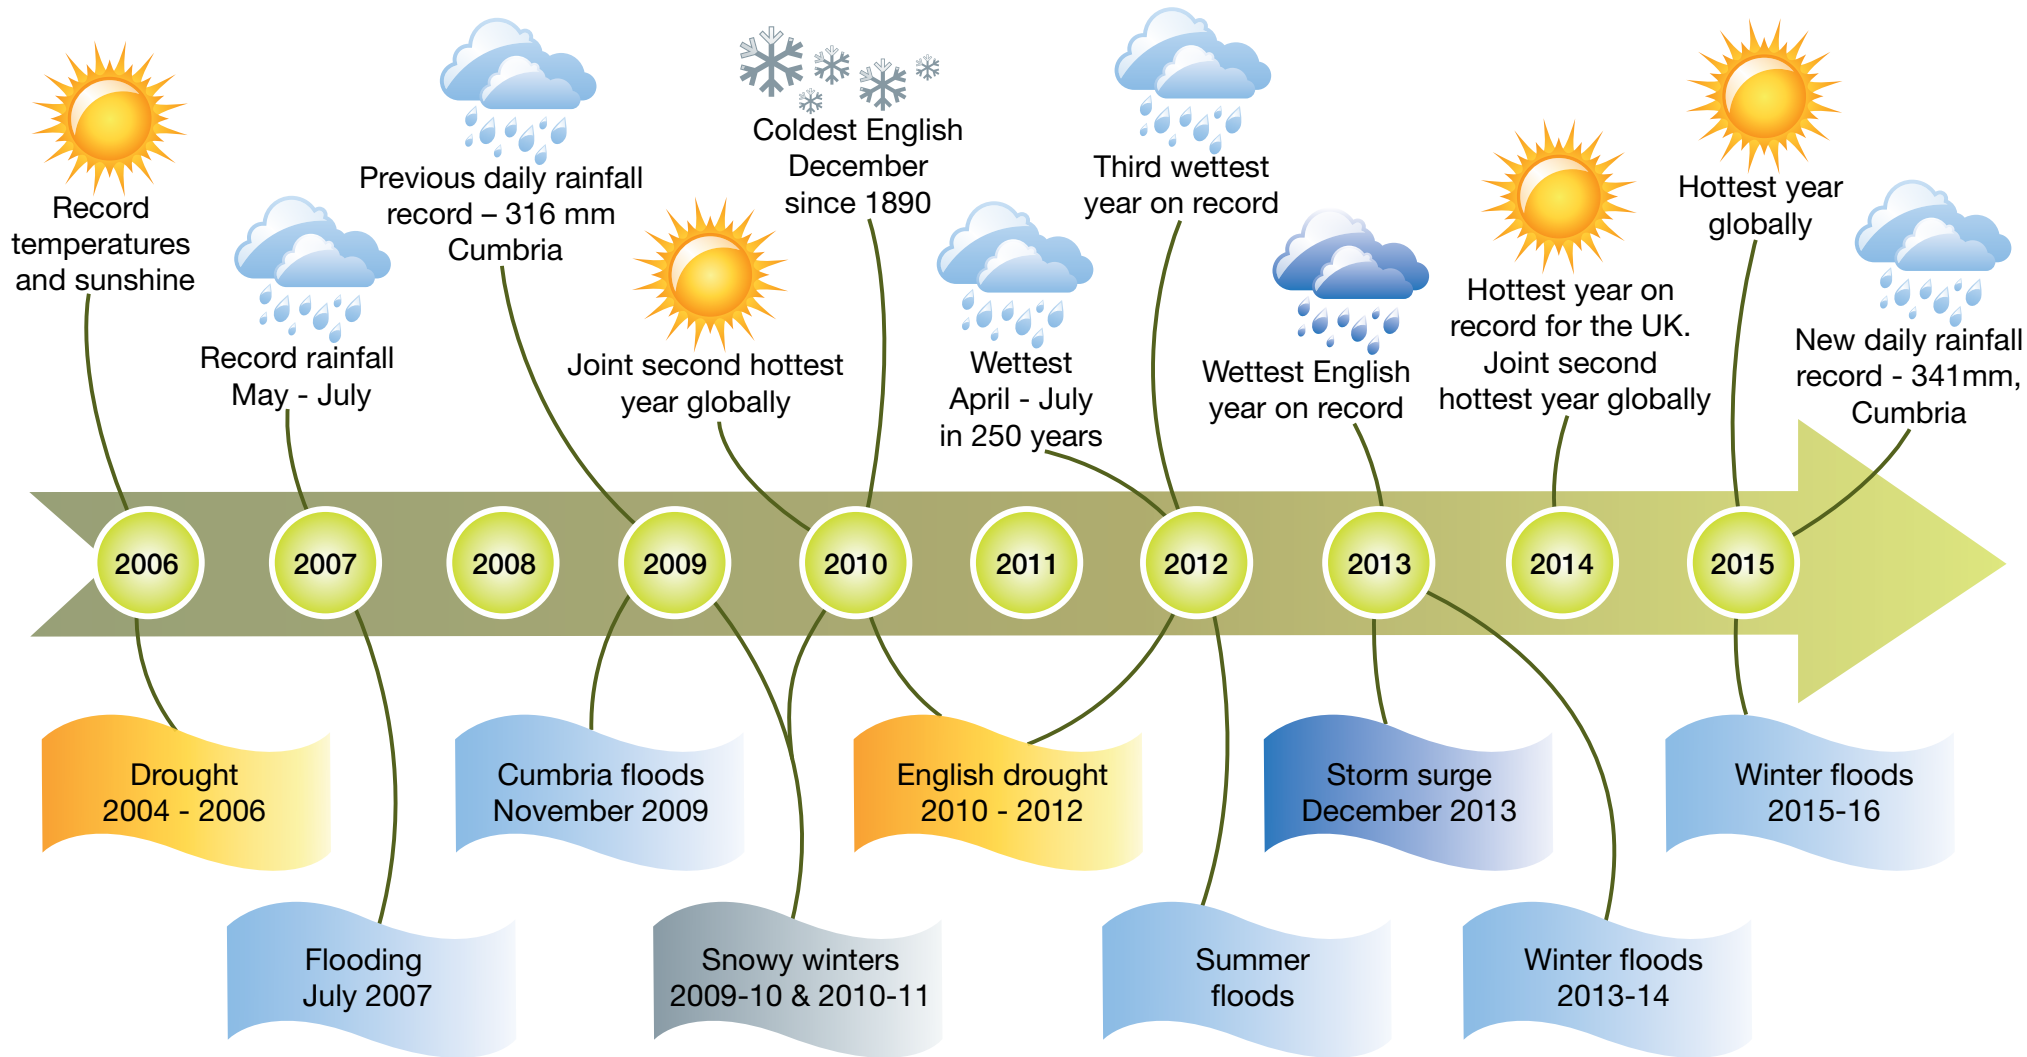 Record
temperatures
and sunshine
Record rainfall
May - July
Previous daily rainfall
record – 316 mm
Cumbria
Joint second hottest
year globally
Coldest English
December
since 1890
Wettest
April - July
in 250 years
Third wettest
year on record
Wettest English
year on record
Hottest year on
record for the UK.
Joint second
hottest year globally
Hottest year
globally
New daily rainfall
record - 341mm,
Cumbria
2006
2007
2008
2009
2010
2011
2012
2013
2014
2015
Drought
2004 - 2006
Flooding
July 2007
Cumbria floods
November 2009
Snowy winters
2009-10 & 2010-11
English drought
2010 - 2012
Summer
floods
Storm surge
December 2013
Winter floods
2013-14
Winter floods
2015-16